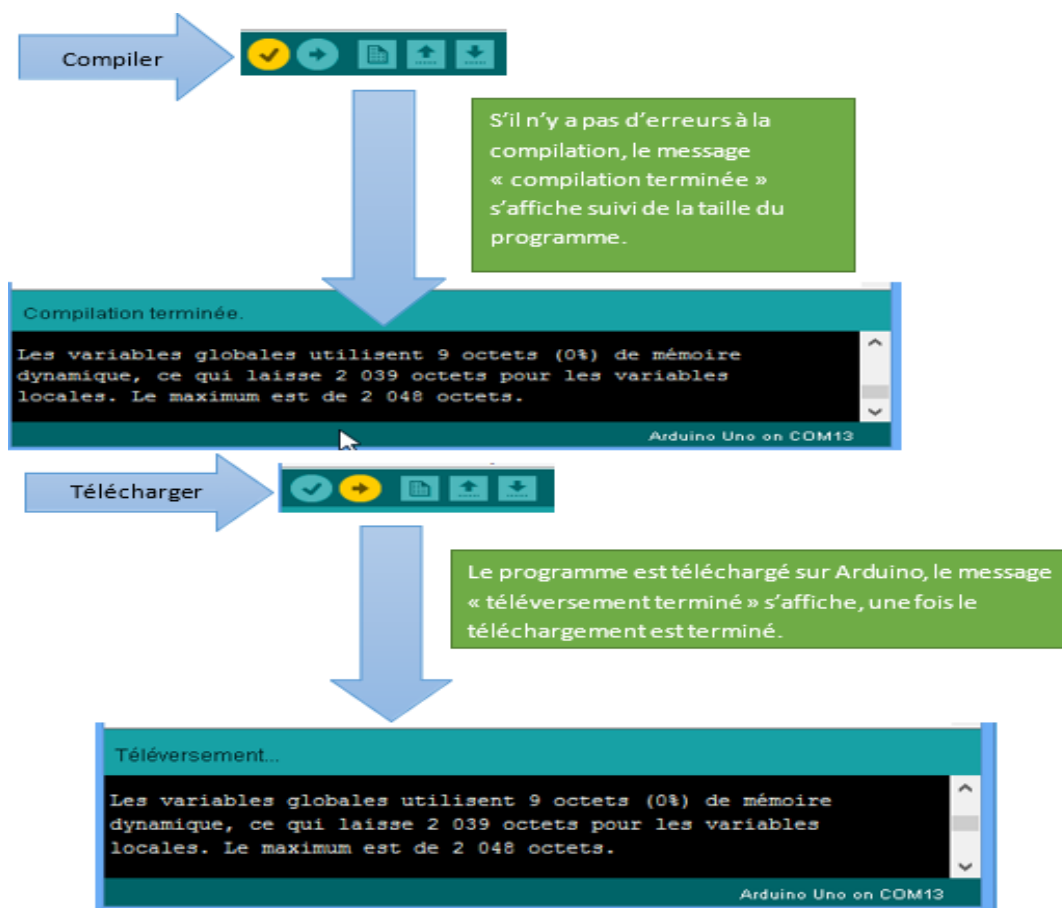 Compiler
S'il n'y a pas d'erreurs à la
compilation, le message
« compilation terminée »
s'affiche suivi de la taille du
programme.
Compilation terminée.
Les variables globales utilisent 9 octets (0%) de mémoire
dynamique, ce qui laisse 2 039 octets pour les variables
locales. Le maximum est de 2 048 octets.
Arduino Uno on COM13
Télécharger
Le programme est téléchargé sur Arduino, le message
« téléversement terminé » s'affiche, une fois le
téléchargement est terminé.
Téléversement...
Les variables globales utilisent 9 octets (0%) de mémoire
dynamique, ce qui laisse 2 039 octets pour les variables
locales. Le maximum est de 2 048 octets.
Arduino Uno on COM13